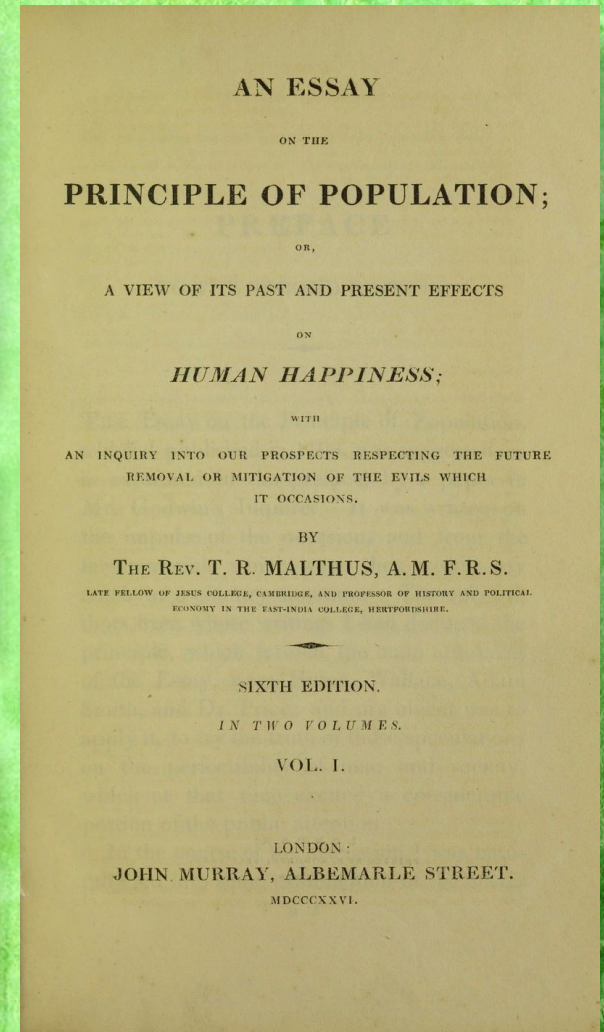 AN ESSAY
ON THE
PRINCIPLE OF POPULATION;
OR,
A VIEW OF ITS PAST AND PRESENT EFFECTS
ON
HUMAN HAPPINESS;
WITH
AN INQUIRY INTO OUR PROSPECTS RESPECTING THE FUTURE
REMOVAL OR MITIGATION OF THE EVILS WHICH
IT OCCASIONS.
BY
THE REV. T. R. MALTHUS, A.M. F.R.S.
LATE FELLOW OF JESUS COLLEGE, CAMBRIDGE, AND PROFESSOR OF HISTORY AND POLITICAL
ECONOMY IN THE EAST-INDIA COLLEGE, HERTFORDSHIRE.
SIXTH EDITION.
IN TWO VOLUMES.
VOL. I.
LONDON:
JOHN MURRAY, ALBEMARLE STREET.
MDCCCXXVI.